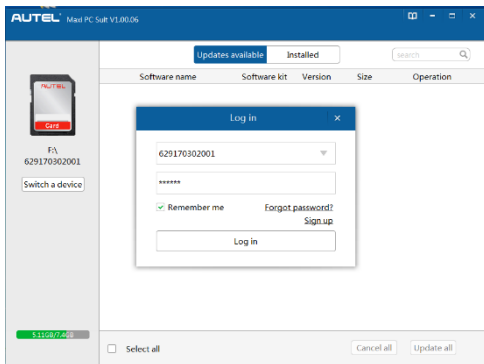 AUTEL Maxi PC Suit V1.00.06
Updates available Installed
search
Software name Software kit Version Size Operation
AUTEL
Card
F:\
629170302001
Switch a device
Log in
629170302001
******
Remember me Forgot password?
Sign up
Log in
5.11GB/7.4GB
Select all
Cancel all Update all